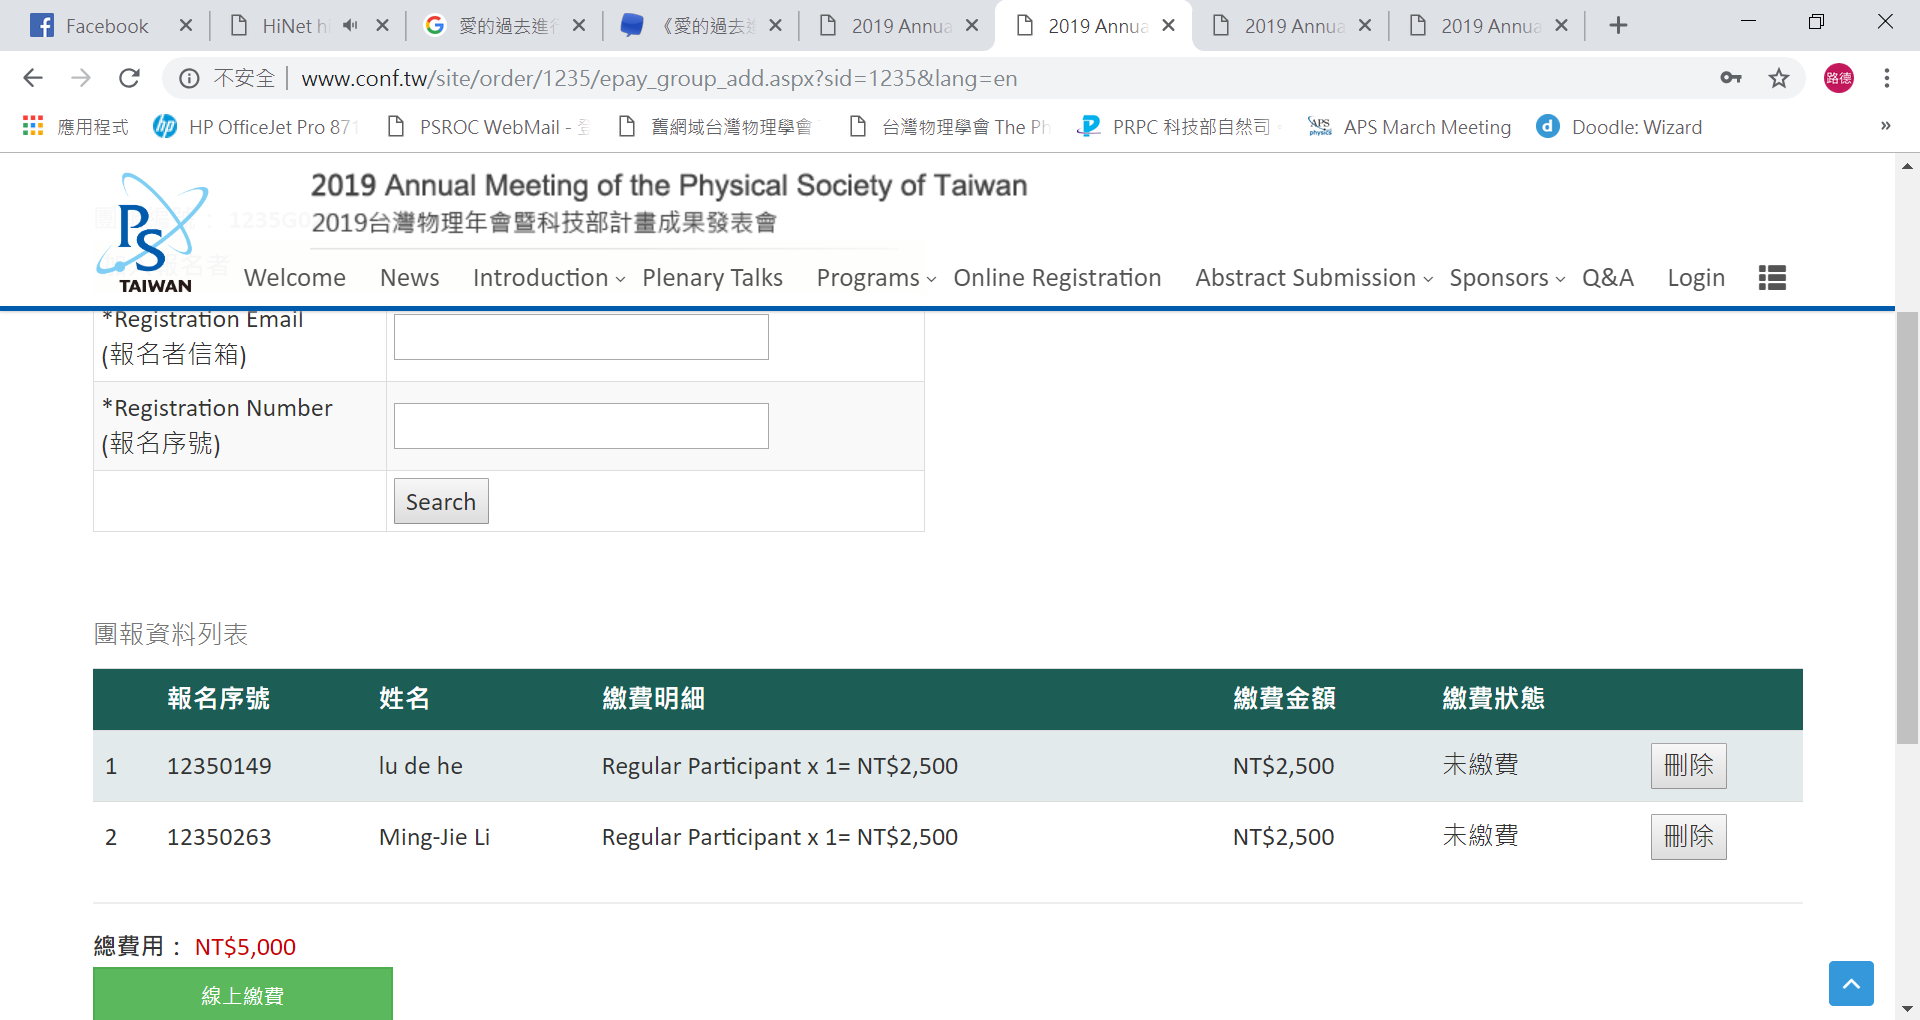 Facebook
HiNet h
愛的過去進行
《愛的過去
2019 Annua
2019 Annua
2019 Annua
2019 Annua
不安全 www.conf.tw/site/order/1235/epay_group_add.aspx?sid=1235&lang=en
路德
應用程式
HP OfficeJet Pro 871
PSROC WebMail -
舊網域台灣物理學會
台灣物理學會 The Ph
PRPC 科技部自然司
APS physics
APS March Meeting
Doodle: Wizard
»
2019 Annual Meeting of the Physical Society of Taiwan
2019台灣物理年會暨科技部計畫成果發表會
PS
TAIWAN
Welcome News Introduction Plenary Talks Programs Online Registration Abstract Submission Sponsors Q&A Login
*Registration Email
(報名者信箱)
*Registration Number
(報名序號)
Search
團報資料列表
報名序號 姓名 繳費明細 繳費金額 繳費狀態
1 12350149 lu de he Regular Participant x 1= NT$2,500 NT$2,500 未繳費 刪除
2 12350263 Ming-Jie Li Regular Participant x 1= NT$2,500 NT$2,500 未繳費 刪除
總費用： NT$5,000
線上繳費